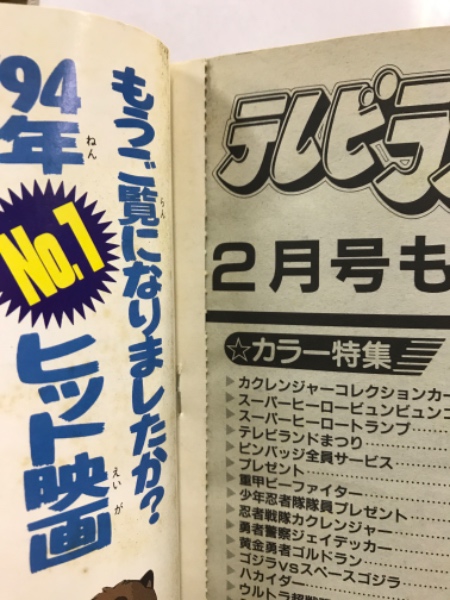 もうご覧になりましたか?
らん
'94年
ねん
No.1
ヒット映画
えいが
テレビラ
2月号も
☆カラー特集
▶カクレンジャーコレクションカー
▶スーパーヒーロービュンビュンコ
▶スーパーヒーロートランプ
▶テレビランドまつり
▶ピンバッジ全員サービス
▶プレゼント
▶重甲ビーファイター
▶少年忍者隊隊員プレゼント
▶忍者戦隊カクレンジャー
▶勇者警察ジェイデッカー
▶黄金勇者ゴルドラン
▶ゴジラVSスペースゴジラ
▶ハカイダー